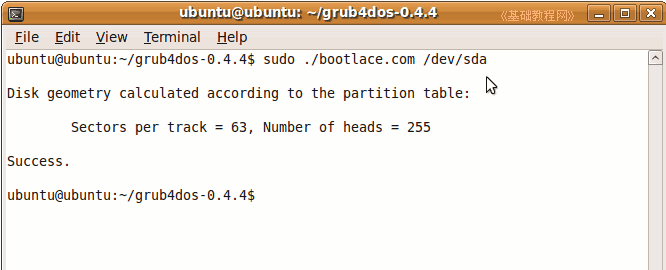 ubuntu@ubuntu: ~/grub4dos-0.4.4
《基础教程网》
File Edit View Terminal Help
ubuntu@ubuntu:~/grub4dos-0.4.4$ sudo ./bootlace.com /dev/sda
Disk geometry calculated according to the partition table:
Sectors per track = 63, Number of heads = 255
Success.
ubuntu@ubuntu:~/grub4dos-0.4.4$